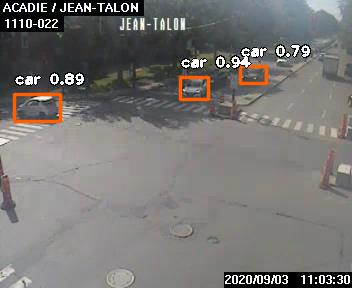 ACADIE / JEAN-TALON
1110-022
JEAN-TALON
car 0.79
car 0.94
car 0.89
2020/09/03 11:03:30